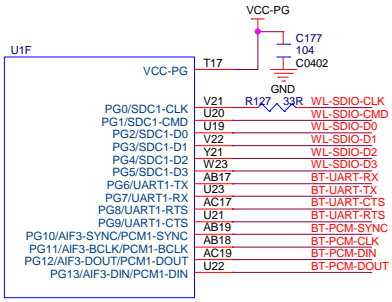 VCC-PG
U1F
C177
104
C0402
VCC-PG T17
GND
PG0/SDC1-CLK V21 R127 33R WL-SDIO-CLK
PG1/SDC1-CMD U20 WL-SDIO-CMD
PG2/SDC1-D0 U19 WL-SDIO-D0
PG3/SDC1-D1 V22 WL-SDIO-D1
PG4/SDC1-D2 Y21 WL-SDIO-D2
PG5/SDC1-D3 W23 WL-SDIO-D3
PG6/UART1-TX AB17 BT-UART-RX
PG7/UART1-RX U23 BT-UART-TX
PG8/UART1-RTS AC17 BT-UART-CTS
PG9/UART1-CTS U21 BT-UART-RTS
PG10/AIF3-SYNC/PCM1-SYNC AB19 BT-PCM-SYNC
PG11/AIF3-BCLK/PCM1-BCLK AB18 BT-PCM-CLK
PG12/AIF3-DOUT/PCM1-DOUT AC19 BT-PCM-DIN
PG13/AIF3-DIN/PCM1-DIN U22 BT-PCM-DOUT